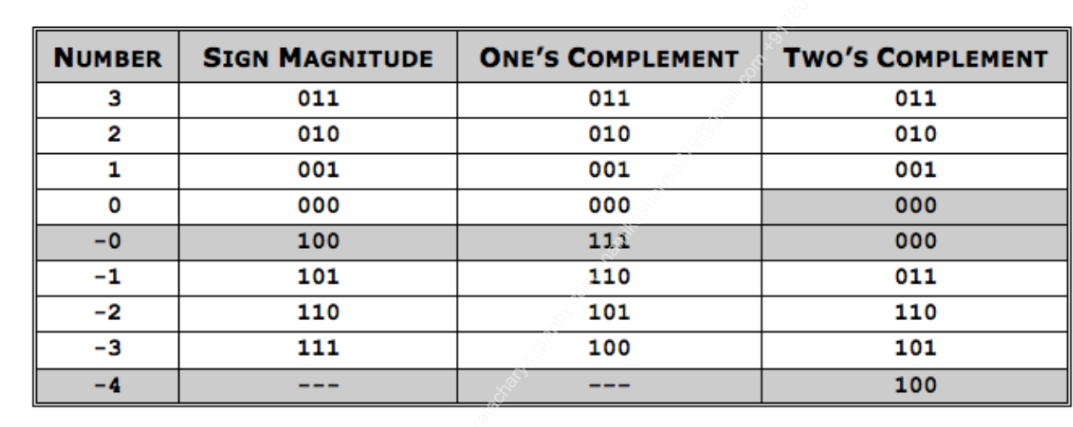 NUMBER SIGN MAGNITUDE ONE'S COMPLEMENT TWO'S COMPLEMENT
3 011 011 011
2 010 010 010
1 001 001 001
0 000 000 000
-0 100 111 000
-1 101 110 011
-2 110 101 110
-3 111 100 101
-4 --- --- 100